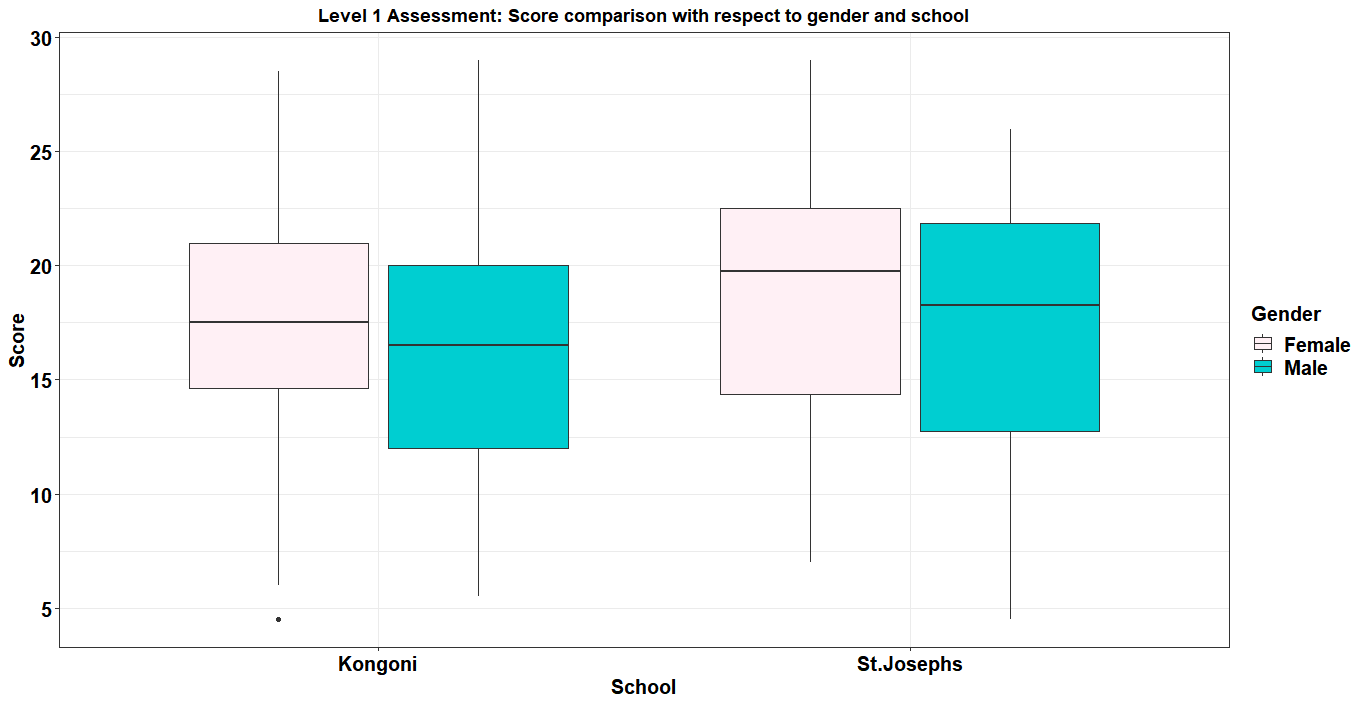 Level 1 Assessment: Score comparison with respect to gender and school
30
25
20
15
10
5
Score
Kongoni
St.Josephs
School
Gender
Female
Male